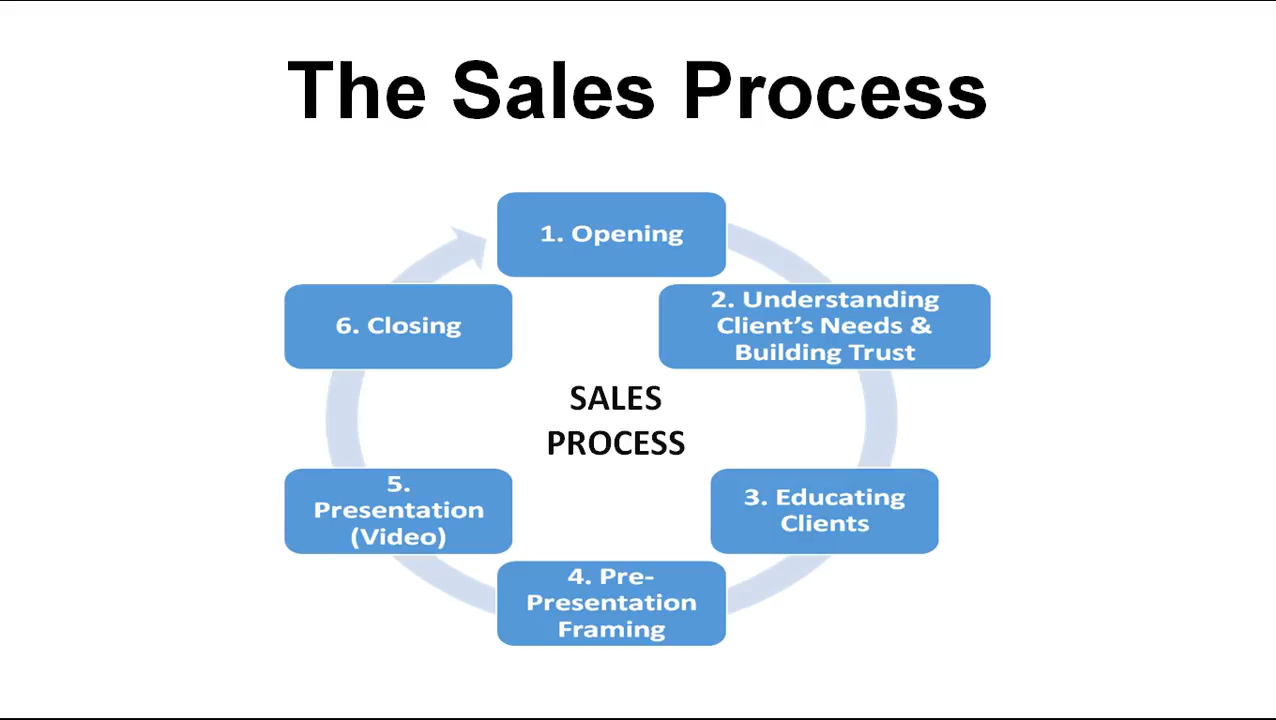 The Sales Process
1. Opening
2. Understanding
Client’s Needs &
Building Trust
3. Educating
Clients
4. Pre-
Presentation
Framing
5.
Presentation
(Video)
6. Closing
SALES
PROCESS